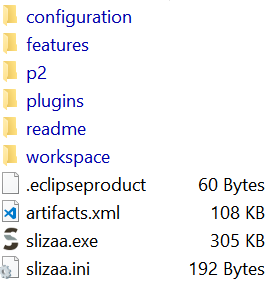 configuration
features
p2
plugins
readme
workspace
.eclipseproduct 60 Bytes
artifacts.xml 108 KB
slizaa.exe 305 KB
slizaa.ini 192 Bytes